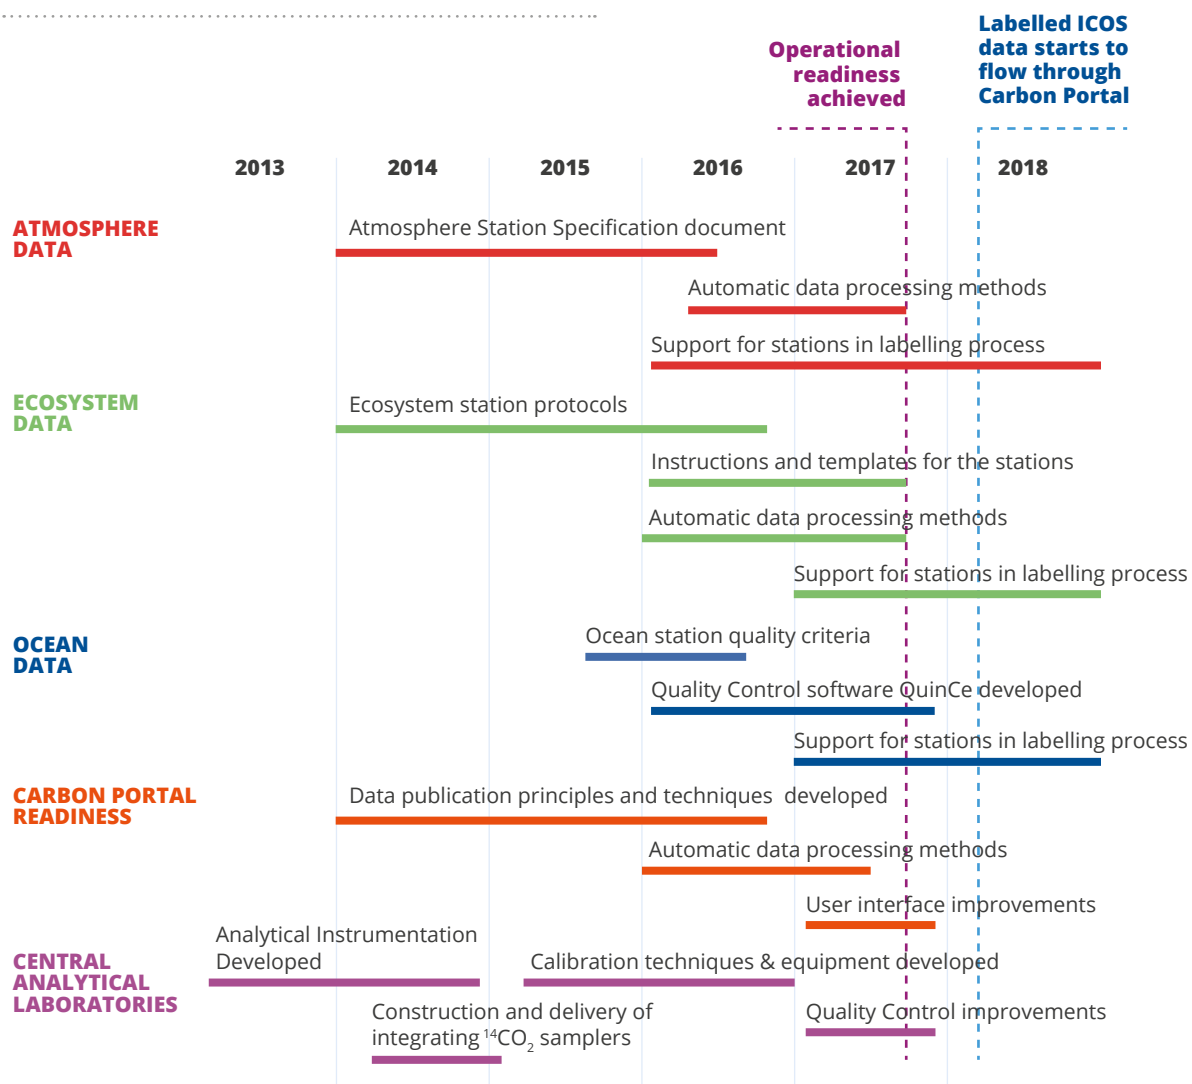 Operational
readiness
achieved
Labelled ICOS
data starts to
flow through
Carbon Portal
2013 2014 2015 2016 2017 2018
ATMOSPHERE
DATA
Atmosphere Station Specification document
Automatic data processing methods
Support for stations in labelling process
ECOSYSTEM
DATA
Ecosystem station protocols
Instructions and templates for the stations
Automatic data processing methods
Support for stations in labelling process
OCEAN
DATA
Ocean station quality criteria
Quality Control software QuinCe developed
Support for stations in labelling process
CARBON PORTAL
READINESS
Data publication principles and techniques developed
Automatic data processing methods
User interface improvements
CENTRAL
ANALYTICAL
LABORATORIES
Analytical Instrumentation
Developed
Calibration techniques & equipment developed
Construction and delivery of
integrating ¹⁴CO₂ samplers
Quality Control improvements